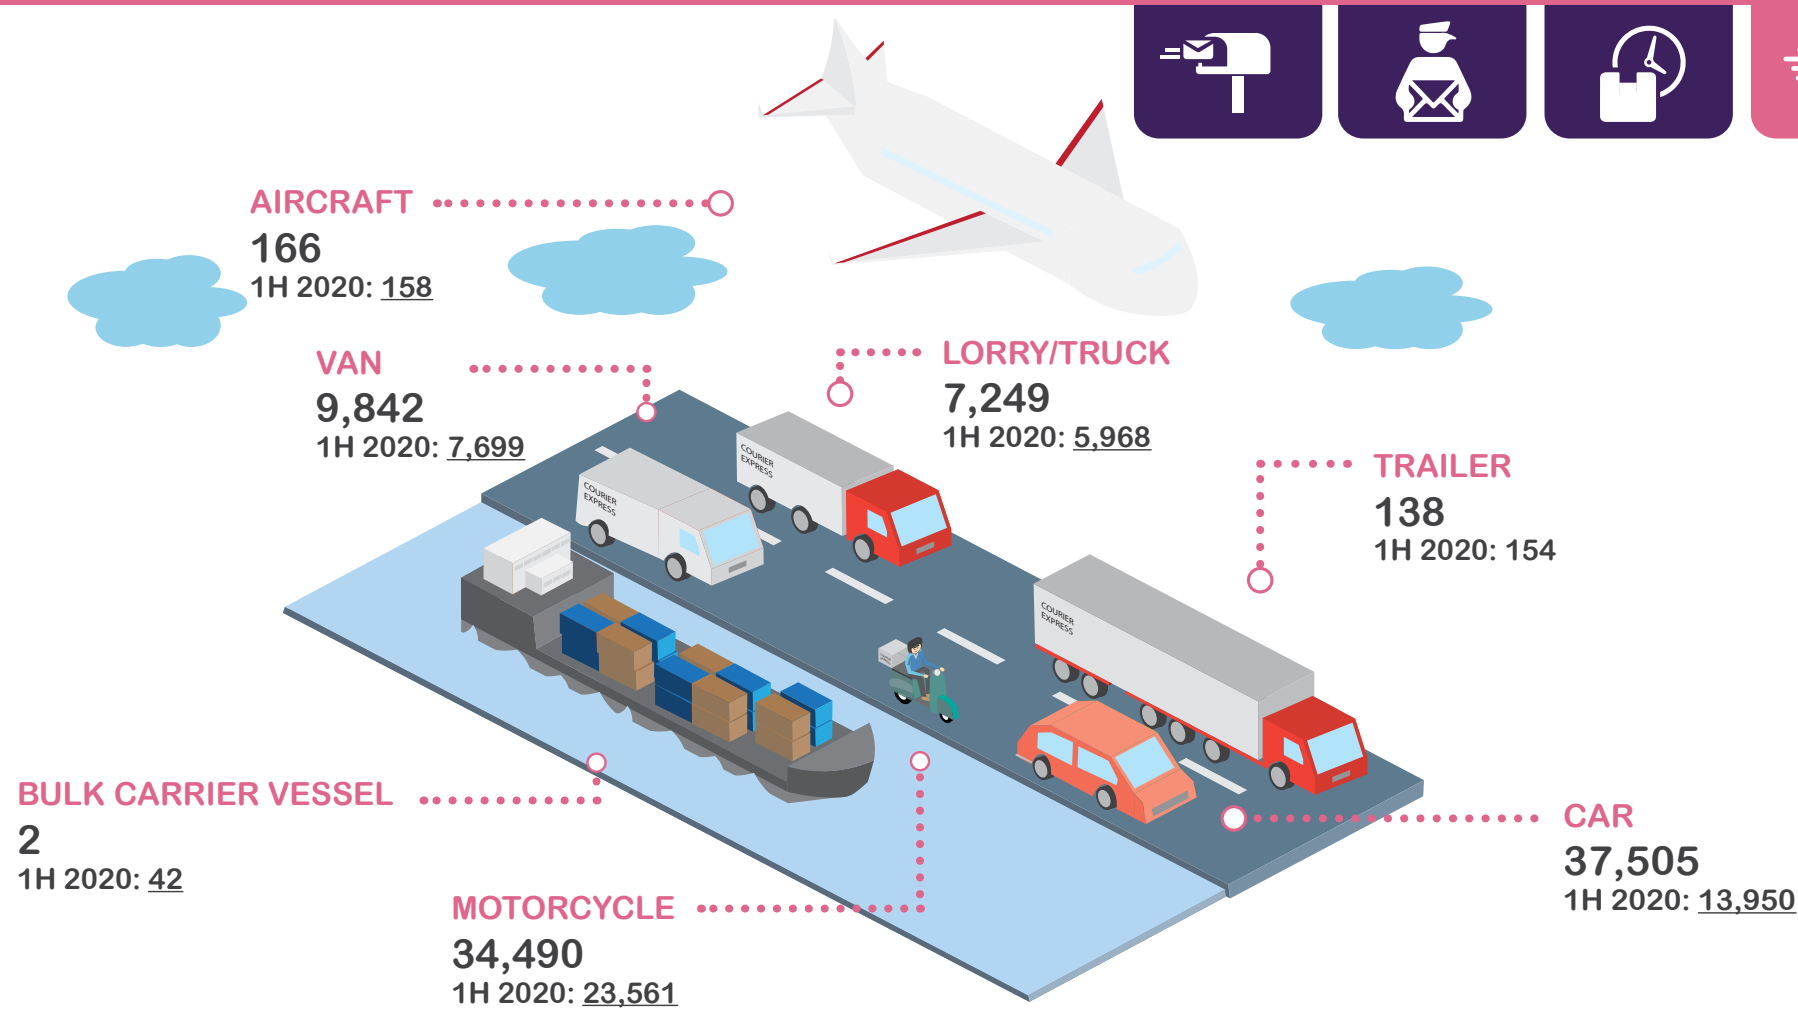 AIRCRAFT
166
1H 2020: 158
VAN
9,842
1H 2020: 7,699
LORRY/TRUCK
7,249
1H 2020: 5,968
TRAILER
138
1H 2020: 154
COURIER
EXPRESS
COURIER
EXPRESS
COURIER
EXPRESS
BULK CARRIER VESSEL
2
1H 2020: 42
MOTORCYCLE
34,490
1H 2020: 23,561
CAR
37,505
1H 2020: 13,950